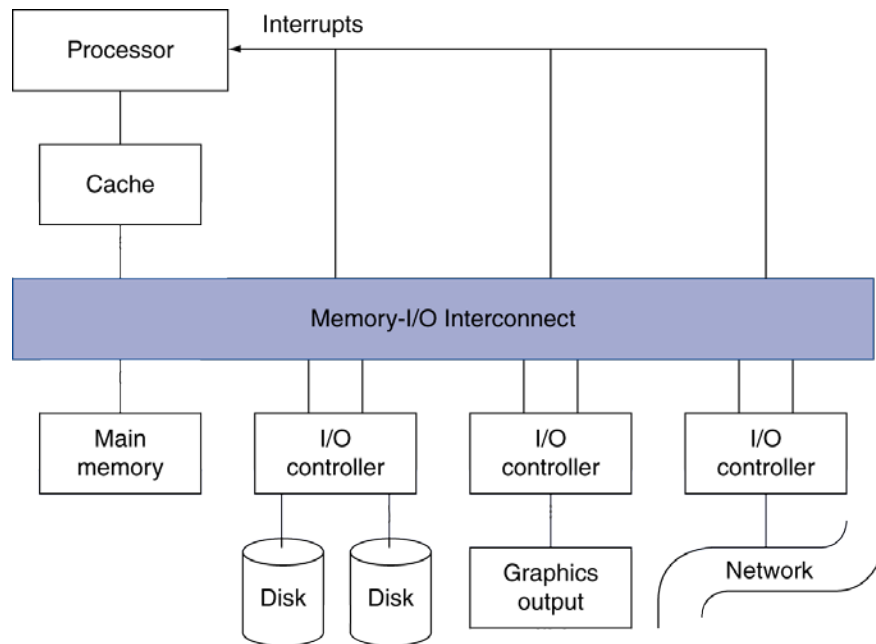 Interrupts
Processor
Cache
Memory-I/O Interconnect
Main
memory
I/O
controller
I/O
controller
I/O
controller
Disk
Disk
Graphics
output
Network